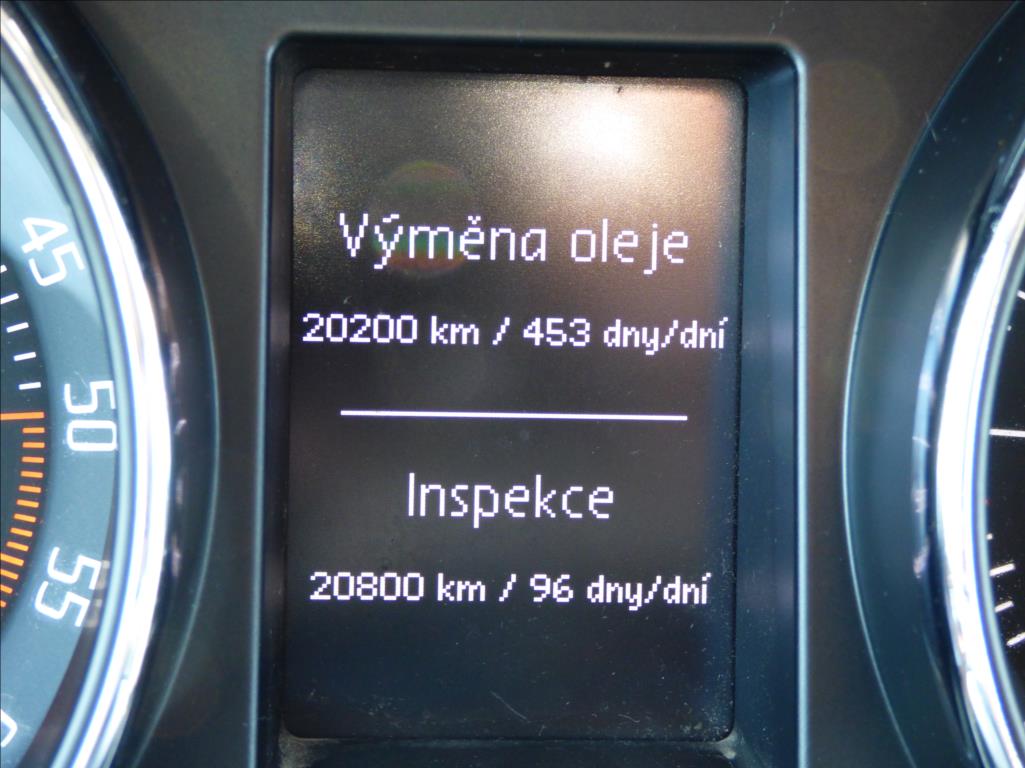 Výměna oleje
20200 km / 453 dny/dní
Inspekce
20800 km / 96 dny/dní
45
50
55